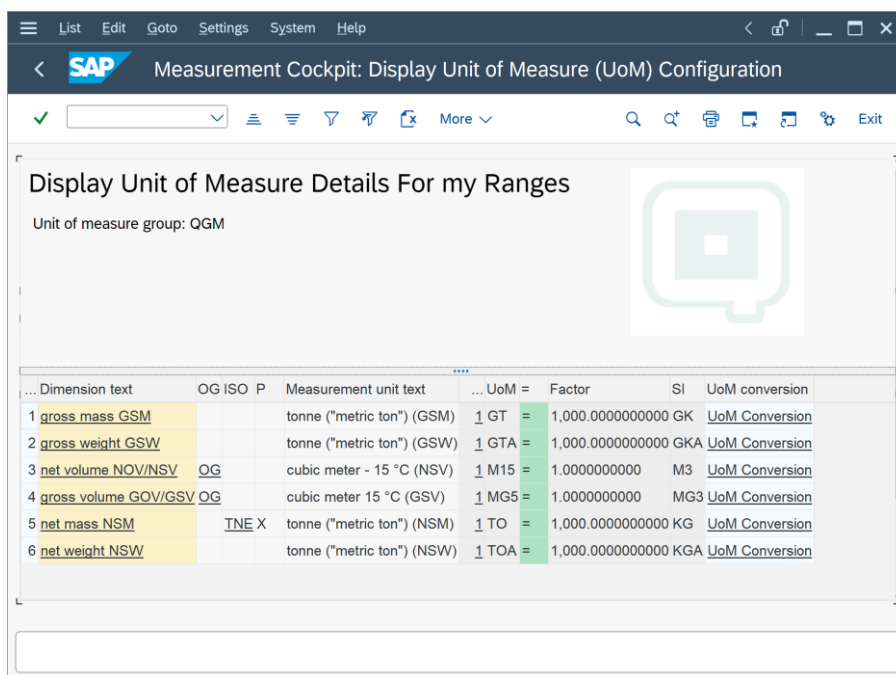 List Edit Goto Settings System Help
SAP Measurement Cockpit: Display Unit of Measure (UoM) Configuration
More Exit
Display Unit of Measure Details For my Ranges
Unit of measure group: QGM
... Dimension text OG ISO P Measurement unit text ... UoM = Factor SI UoM conversion
1 gross mass GSM tonne ("metric ton") (GSM) 1 GT = 1,000.0000000000 GK UoM Conversion
2 gross weight GSW tonne ("metric ton") (GSW) 1 GTA = 1,000.0000000000 GKA UoM Conversion
3 net volume NOV/NSV OG cubic meter - 15 °C (NSV) 1 M15 = 1.0000000000 M3 UoM Conversion
4 gross volume GOV/GSV OG cubic meter 15 °C (GSV) 1 MG5 = 1.0000000000 MG3 UoM Conversion
5 net mass NSM TNE X tonne ("metric ton") (NSM) 1 TO = 1,000.0000000000 KG UoM Conversion
6 net weight NSW tonne ("metric ton") (NSW) 1 TOA = 1,000.0000000000 KGA UoM Conversion